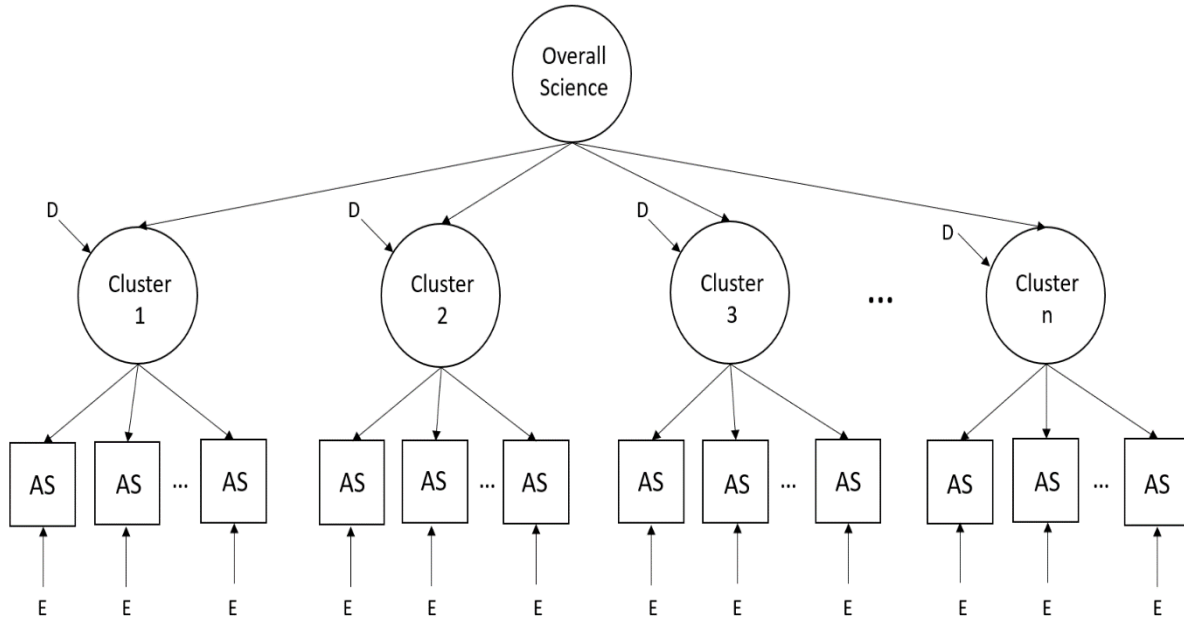 Overall
Science
D
D
D
D
Cluster
1
Cluster
2
Cluster
3
...
Cluster
n
AS AS ... AS AS AS ... AS AS AS ... AS AS AS ... AS
E E E E E E E E E E E E